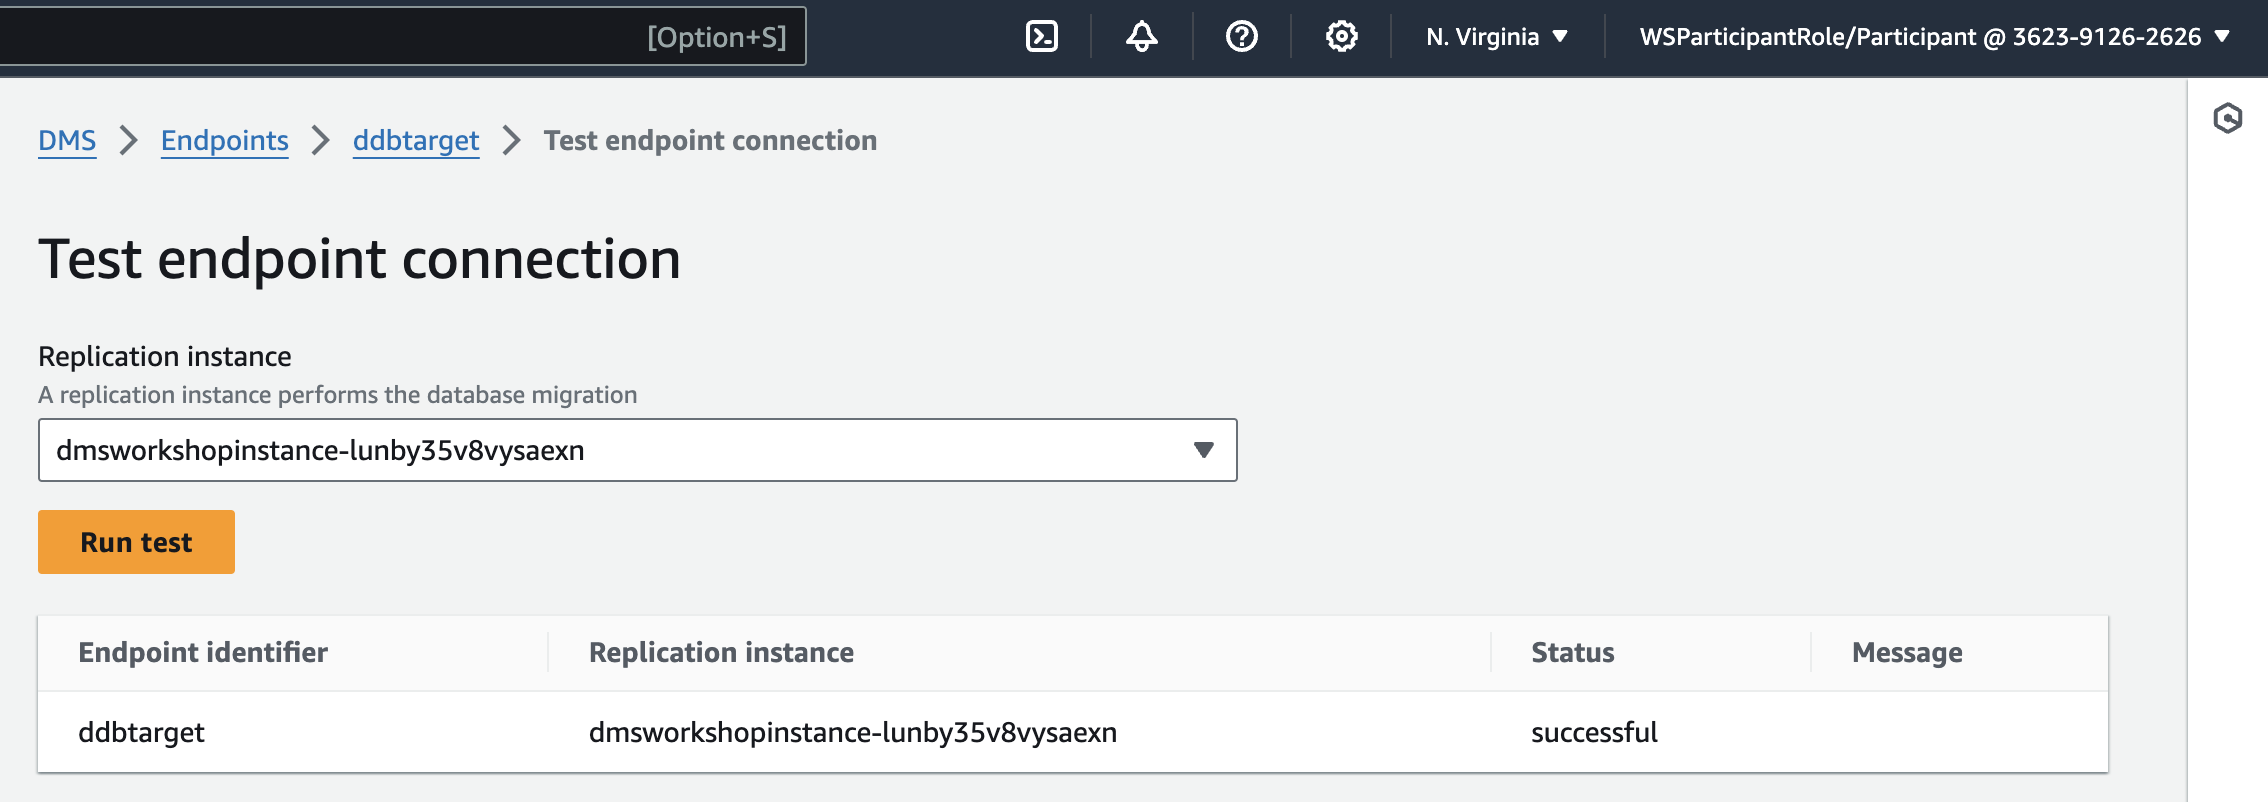 [Option+S]
N. Virginia
WSParticipantRole/Participant @ 3623-9126-2626
DMS
Endpoints
ddbtarget
Test endpoint connection
Test endpoint connection
Replication instance
A replication instance performs the database migration
dmsworkshopinstance-lunby35v8vysaexn
Run test
Endpoint identifier
Replication instance
Status
Message
ddbtarget
dmsworkshopinstance-lunby35v8vysaexn
successful